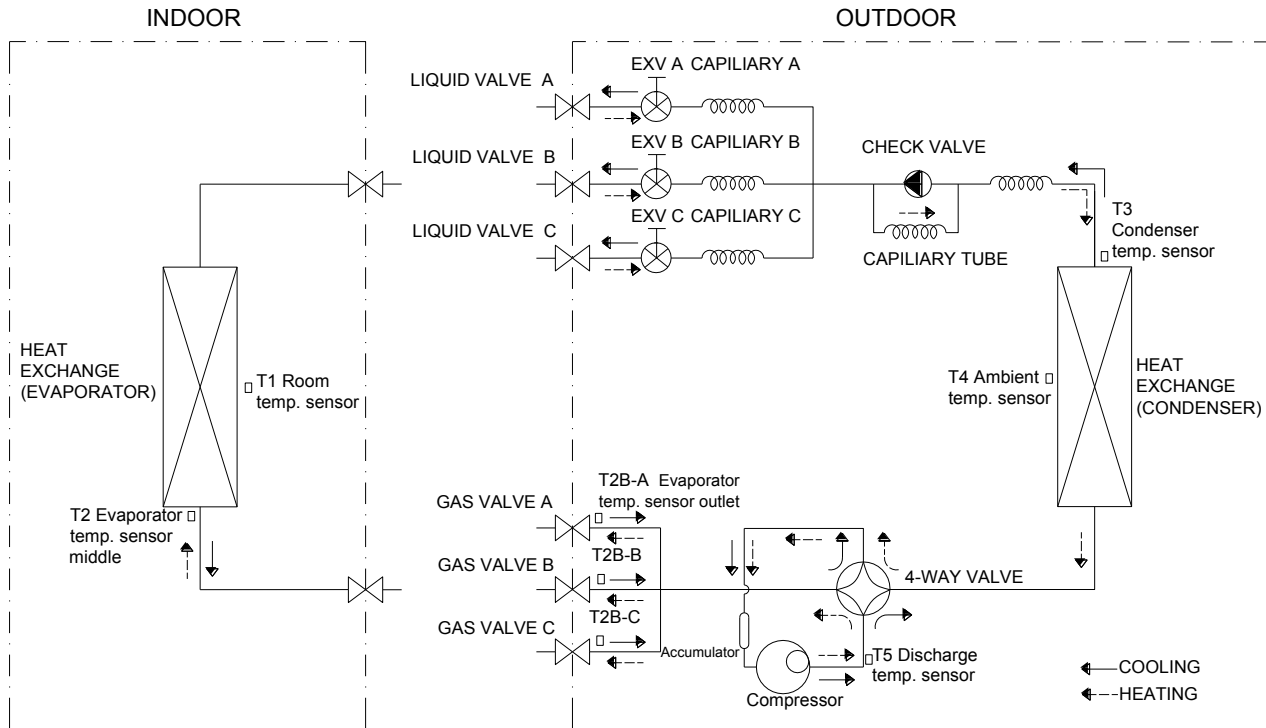 INDOOR
OUTDOOR
LIQUID VALVE A
EXV A CAPILIARY A
LIQUID VALVE B
EXV B CAPILIARY B
CHECK VALVE
LIQUID VALVE C
EXV C CAPILIARY C
CAPILIARY TUBE
T3
Condenser
temp. sensor
HEAT
EXCHANGE
(EVAPORATOR)
T1 Room
temp. sensor
T4 Ambient
temp. sensor
HEAT
EXCHANGE
(CONDENSER)
T2 Evaporator
temp. sensor
middle
GAS VALVE A
T2B-A Evaporator
temp. sensor outlet
GAS VALVE B
T2B-B
4-WAY VALVE
GAS VALVE C
T2B-C
Accumulator
Compressor
T5 Discharge
temp. sensor
COOLING
HEATING